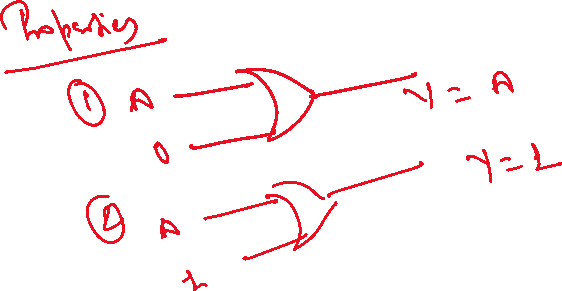 Properties
① A Y = A
0
② A Y = 1
1